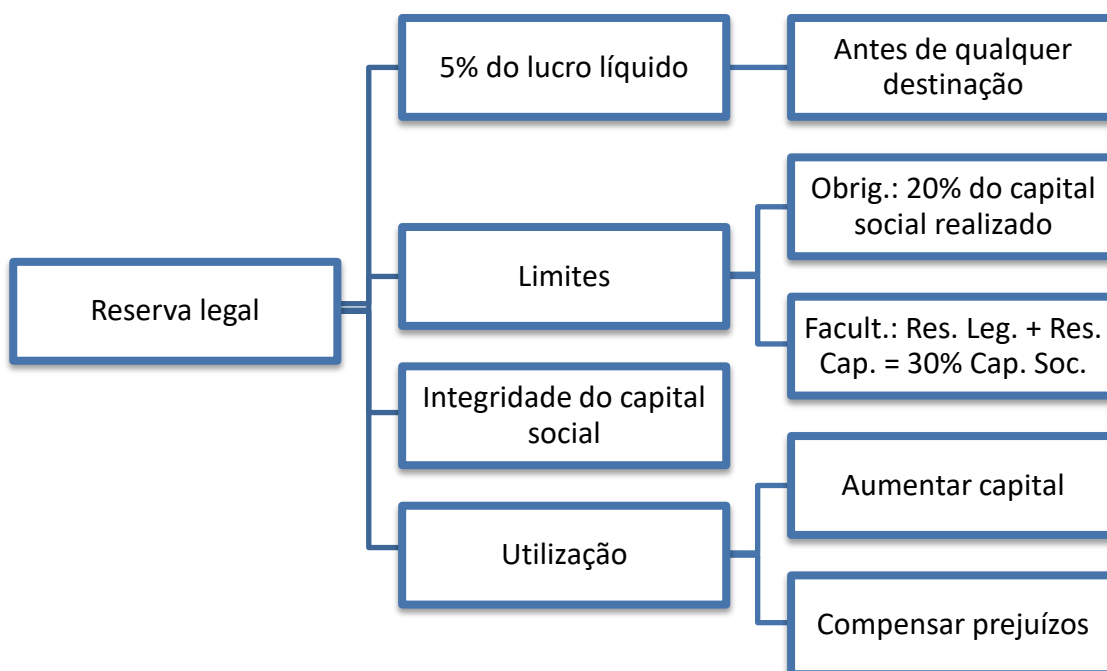 Reserva legal
5% do lucro líquido
Antes de qualquer
destinação
Limites
Obrig.: 20% do capital
social realizado
Facult.: Res. Leg. + Res.
Cap. = 30% Cap. Soc.
Integridade do capital
social
Utilização
Aumentar capital
Compensar prejuízos